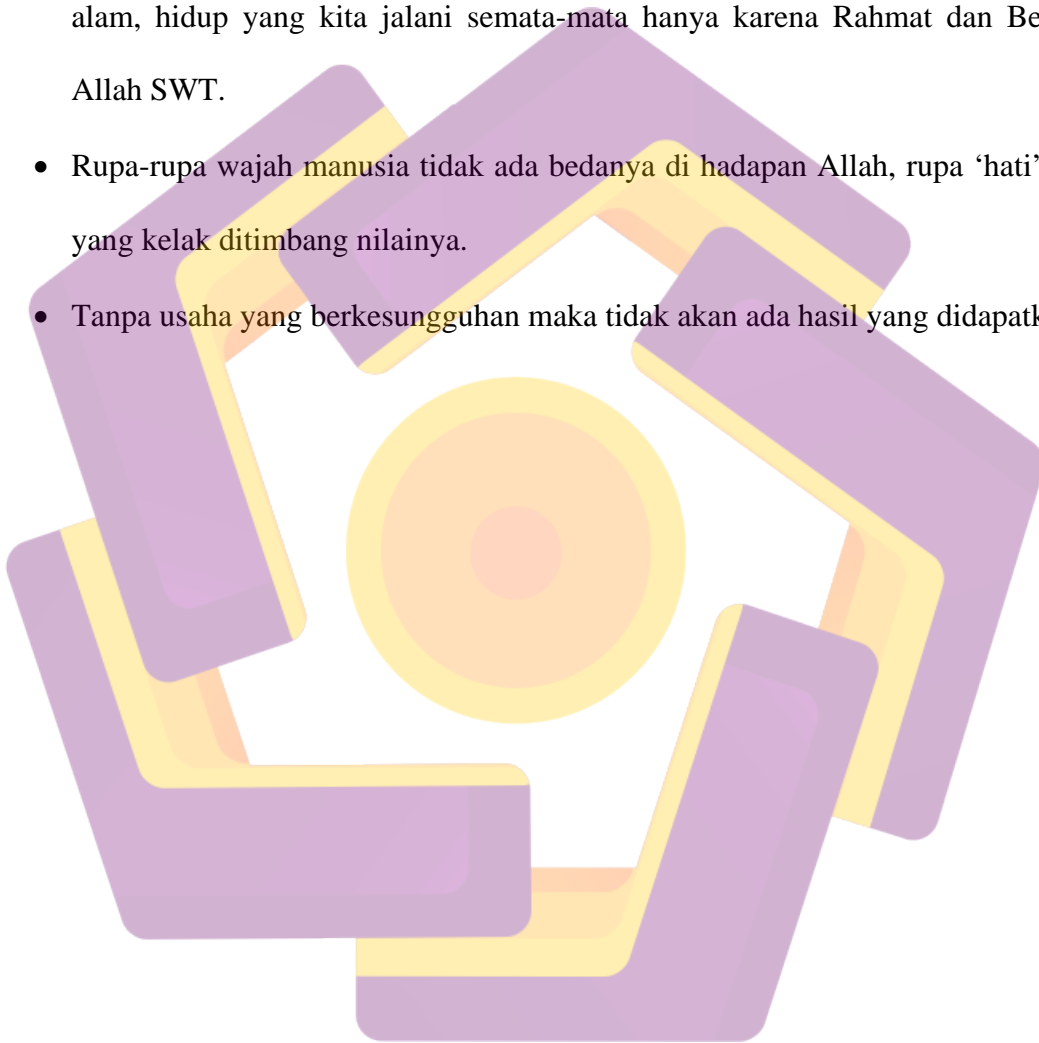 alam, hidup yang kita jalani semata-mata hanya karena Rahmat dan Be
Allah SWT.
• Rupa-rupa wajah manusia tidak ada bedanya di hadapan Allah, rupa ‘hati’
yang kelak ditimbang nilainya.
• Tanpa usaha yang berkesungguhan maka tidak akan ada hasil yang didapatk